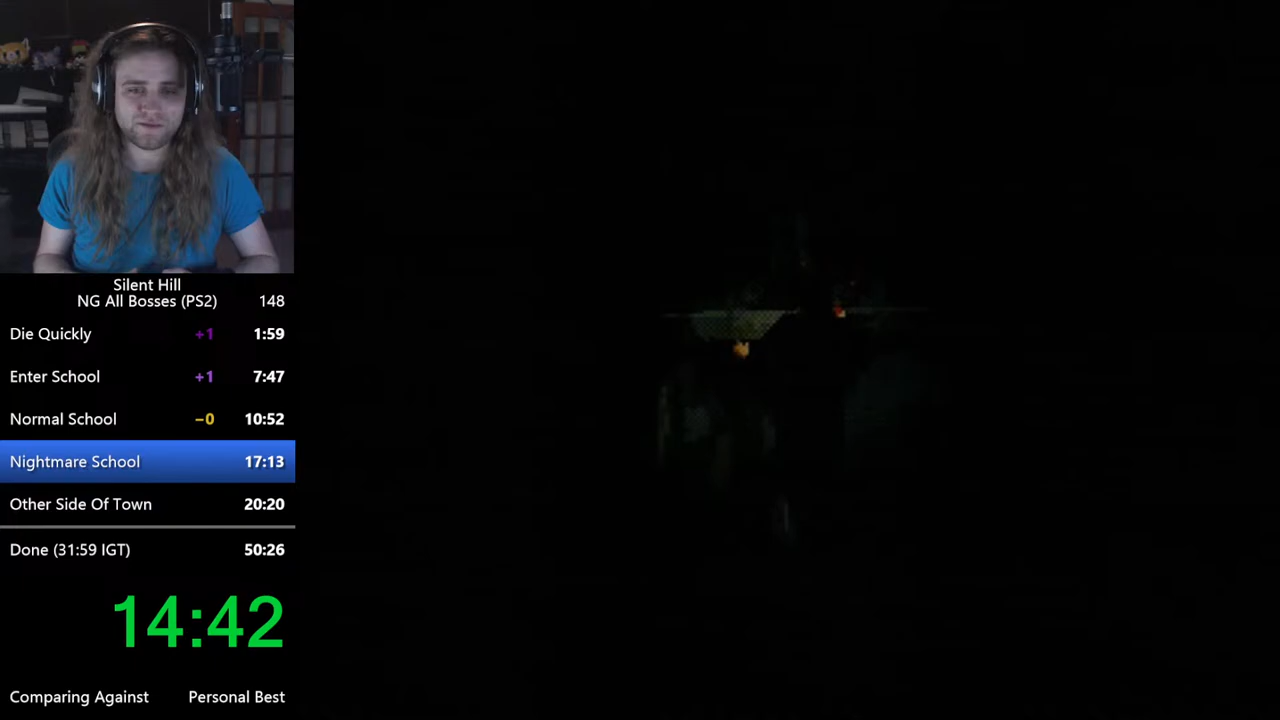 Silent Hill
NG All Bosses (PS2) 148
Die Quickly +1 1:59
Enter School +1 7:47
Normal School −0 10:52
Nightmare School 17:13
Other Side Of Town 20:20
Done (31:59 IGT) 50:26
14:42
Comparing Against Personal Best